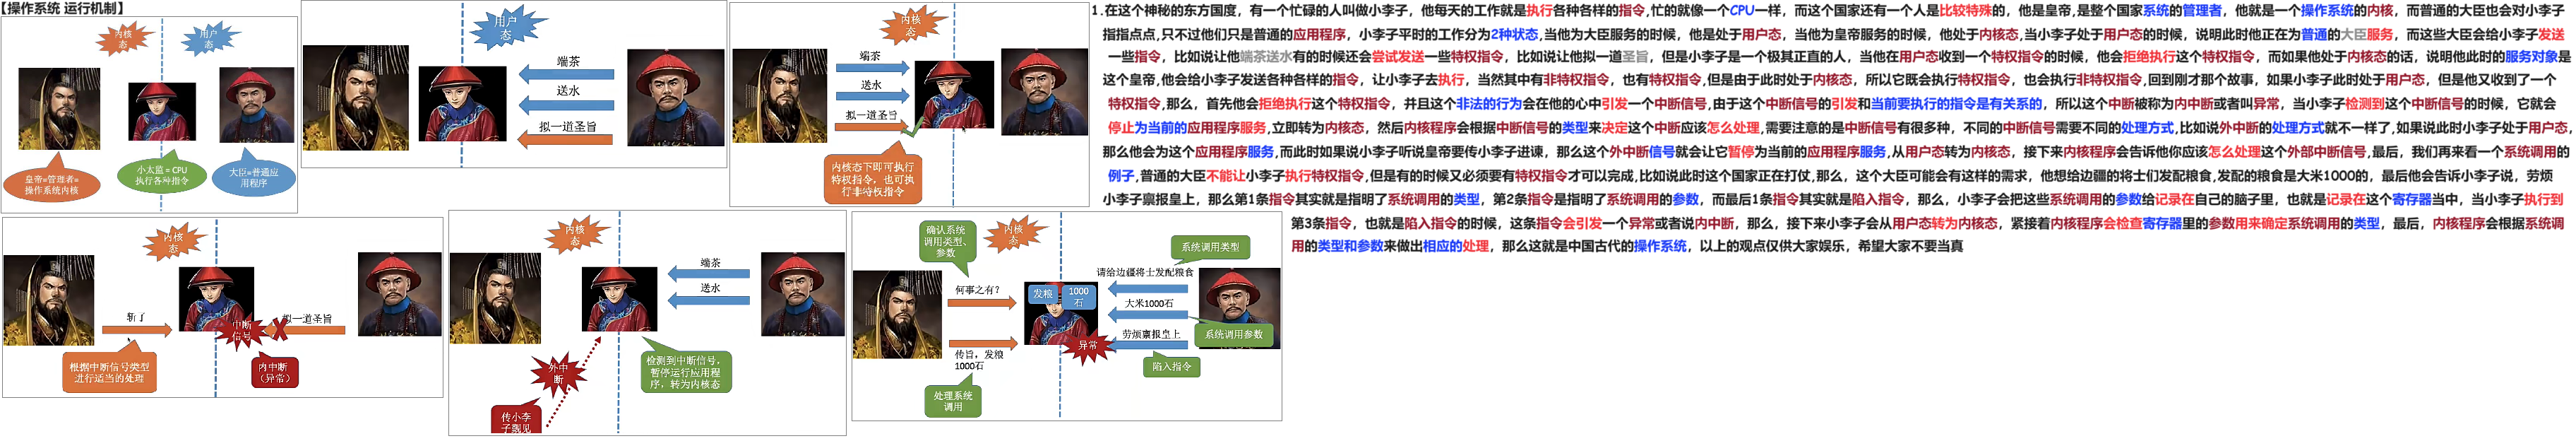 【操作系统 运行机制】
内核
态
用户
态
皇帝=管理者=
操作系统内核
小太监=CPU
执行各种指令
大臣=普通应
用程序
用户
态
端茶
送水
拟一道圣旨
内核
态
端茶
送水
拟一道圣旨
内核态下即可执行
特权指令，也可执
行非特权指令
内核
态
斩了
中断
信号
拟一道圣旨
根据中断信号类型
进行适当的处理
内中断
（异常）
内核
态
端茶
送水
外中
断
检测到中断信号，
暂停运行应用程
序，转为内核态
传小李
子觐见
确认系统
调用类型、
参数
内核
态
系统调用类型
请给边疆将士发配粮食
何事之有？
发粮
1000
石
大米1000石
系统调用参数
劳烦禀报皇上
异常
传旨，发粮
1000石
陷入指令
处理系统
调用
1.在这个神秘的东方国度，有一个忙碌的人叫做小李子，他每天的工作就是执行各种各样的指令,忙的就像一个CPU一样，而这个国家还有一个人是比较特殊的，他是皇帝,是整个国家系统的管理者，他就是一个操作系统的内核，而普通的大臣也会对小李子
指指点点,只不过他们只是普通的应用程序，小李子平时的工作分为2种状态,当他为大臣服务的时候，他是处于用户态，当他为皇帝服务的时候，他处于内核态,当小李子处于用户态的时候，说明此时他正在为普通的大臣服务，而这些大臣会给小李子发送
一些指令，比如说让他端茶送水有的时候还会尝试发送一些特权指令，比如说让他拟一道圣旨，但是小李子是一个极其正直的人，当他在用户态收到一个特权指令的时候，他会拒绝执行这个特权指令，而如果他处于内核态的话，说明他此时的服务对象是
这个皇帝,他会给小李子发送各种各样的指令，让小李子去执行，当然其中有非特权指令，也有特权指令,但是由于此时处于内核态，所以它既会执行特权指令，也会执行非特权指令,回到刚才那个故事，如果小李子此时处于用户态，但是他又收到了一个
特权指令,那么，首先他会拒绝执行这个特权指令，并且这个非法的行为会在他的心中引发一个中断信号,由于这个中断信号的引发和当前要执行的指令是有关系的，所以这个中断被称为内中断或者叫异常，当小李子检测到这个中断信号的时候，它就会
停止为当前的应用程序服务,立即转为内核态，然后内核程序会根据中断信号的类型来决定这个中断应该怎么处理,需要注意的是中断信号有很多种，不同的中断信号需要不同的处理方式,比如说外中断的处理方式就不一样了,如果说此时小李子处于用户态，
那么他会为这个应用程序服务,而此时如果说小李子听说皇帝要传小李子进谏，那么这个外中断信号就会让它暂停为当前的应用程序服务,从用户态转为内核态，接下来内核程序会告诉他你应该怎么处理这个外部中断信号,最后，我们再来看一个系统调用的
例子,普通的大臣不能让小李子执行特权指令,但是有的时候又必须要有特权指令才可以完成,比如说此时这个国家正在打仗,那么，这个大臣可能会有这样的需求，他想给边疆的将士们发配粮食,发配的粮食是大米1000的，最后他会告诉小李子说，劳烦
小李子禀报皇上，那么第1条指令其实就是指明了系统调用的类型，第2条指令是指明了系统调用的参数，而最后1条指令其实就是陷入指令，那么，小李子会把这些系统调用的参数给记录在自己的脑子里，也就是记录在这个寄存器当中，当小李子执行到
第3条指令，也就是陷入指令的时候，这条指令会引发一个异常或者说内中断，那么，接下来小李子会从用户态转为内核态，紧接着内核程序会检查寄存器里的参数用来确定系统调用的类型，最后，内核程序会根据系统调
用的类型和参数来做出相应的处理，那么这就是中国古代的操作系统，以上的观点仅供大家娱乐，希望大家不要当真